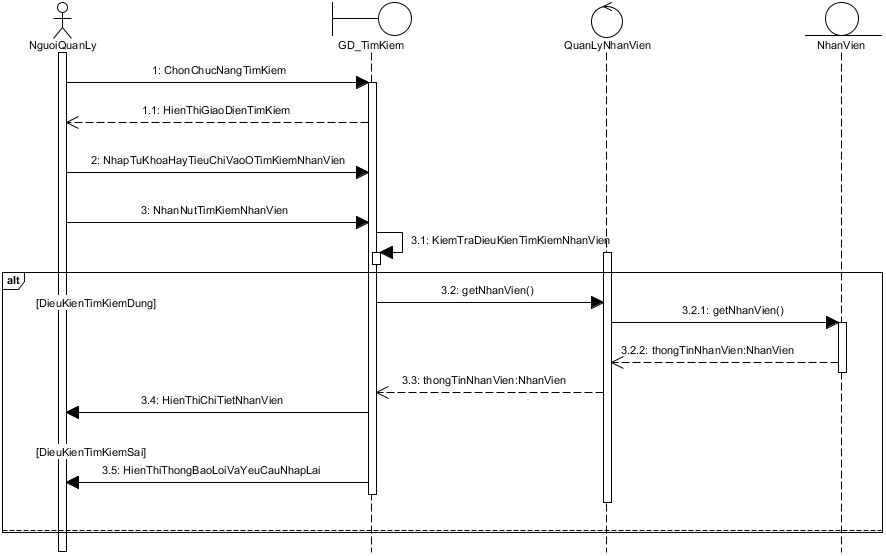 NguoiQuanLy
GD_TimKiem
QuanLyNhanVien
NhanVien
1: ChonChucNangTimKiem
1.1: HienThiGiaoDienTimKiem
2: NhapTuKhoaHayTieuChiVaoOTimKiemNhanVien
3: NhanNutTimKiemNhanVien
3.1: KiemTraDieuKienTimKiemNhanVien
alt
[DieuKienTimKiemDung]
3.2: getNhanVien()
3.2.1: getNhanVien()
3.2.2: thongTinNhanVien:NhanVien
3.3: thongTinNhanVien:NhanVien
3.4: HienThiChiTietNhanVien
[DieuKienTimKiemSai]
3.5: HienThiThongBaoLoiVaYeuCauNhapLai